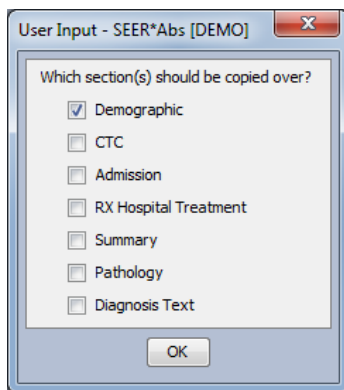 User Input - SEER*Abs [DEMO]
Which section(s) should be copied over?
Demographic
CTC
Admission
RX Hospital Treatment
Summary
Pathology
Diagnosis Text
OK